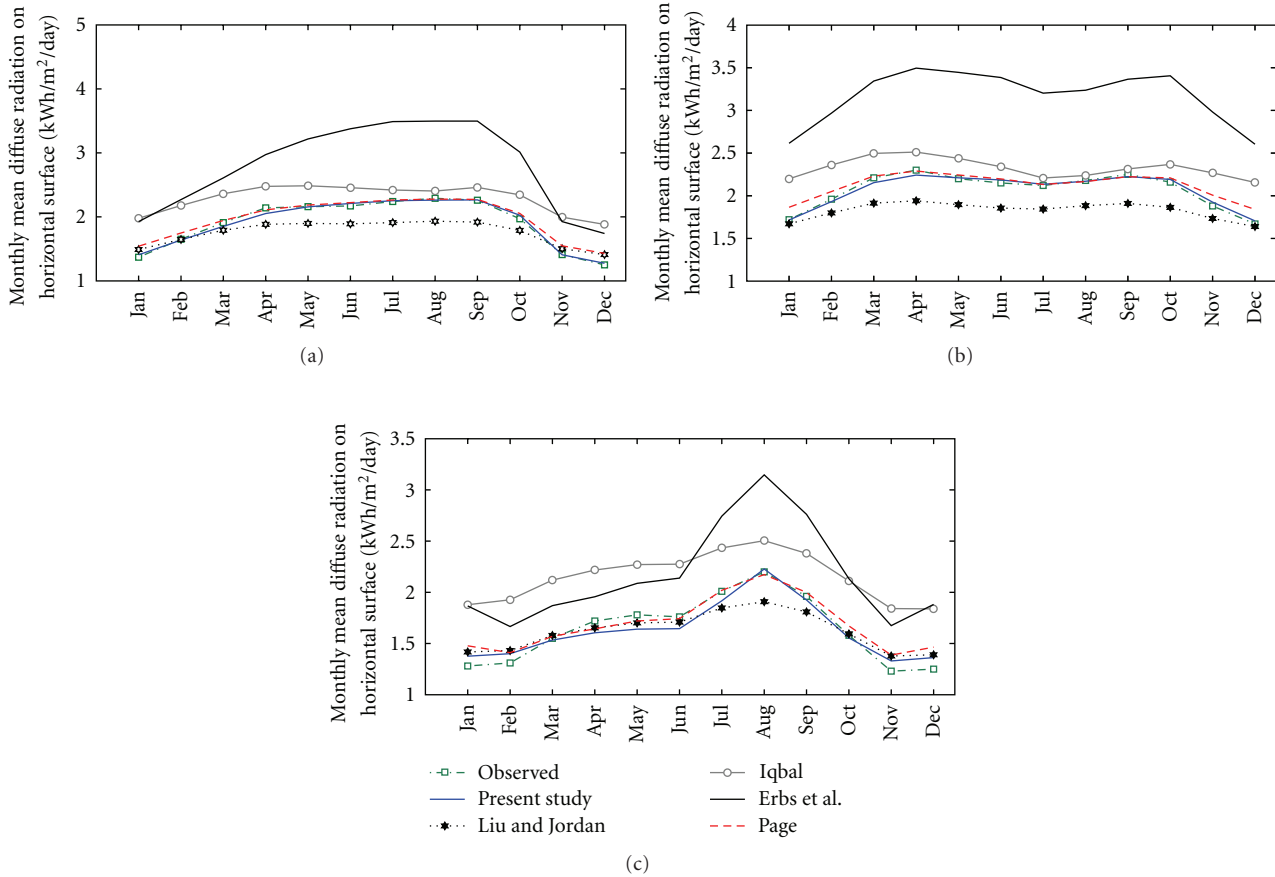 Monthly mean diffuse radiation on
horizontal surface (kWh/m²/day)
5
4
3
2
1
Jan
Feb
Mar
Apr
May
Jun
Jul
Aug
Sep
Oct
Nov
Dec
(a)
Monthly mean diffuse radiation on
horizontal surface (kWh/m²/day)
4
3.5
3
2.5
2
1.5
1
Jan
Feb
Mar
Apr
May
Jun
Jul
Aug
Sep
Oct
Nov
Dec
(b)
Monthly mean diffuse radiation on
horizontal surface (kWh/m²/day)
3.5
3
2.5
2
1.5
1
Jan
Feb
Mar
Apr
May
Jun
Jul
Aug
Sep
Oct
Nov
Dec
Observed
Present study
Liu and Jordan
Iqbal
Erbs et al.
Page
(c)